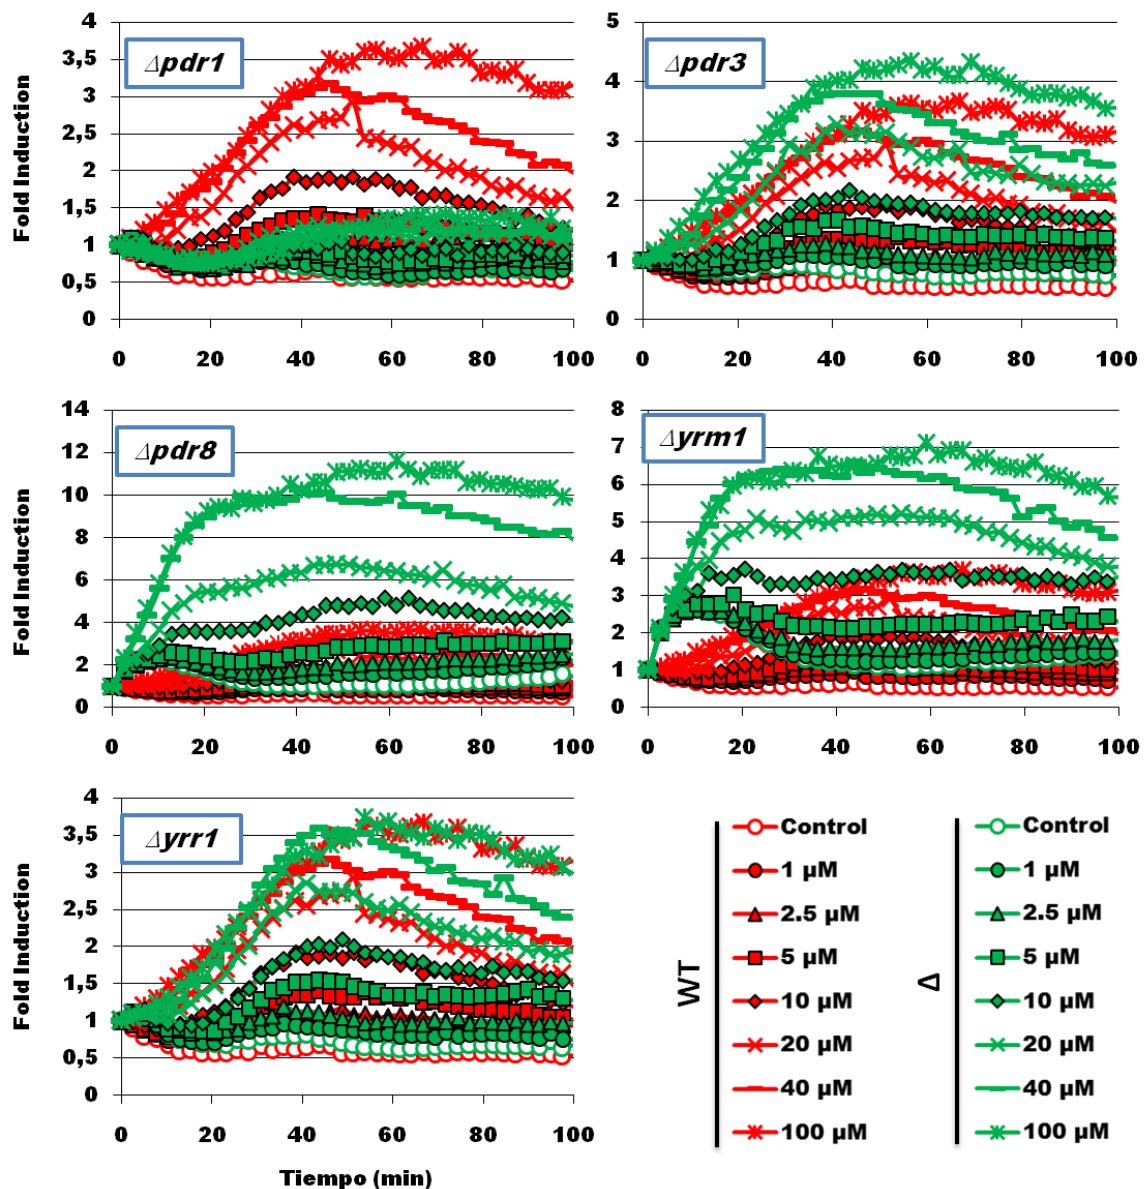 Δpdr1
Fold Induction
4
3,5
3
2,5
2
1,5
1
0,5
0
0 20 40 60 80 100
Δpdr3
5
4
3
2
1
0
0 20 40 60 80 100
Δpdr8
Fold Induction
14
12
10
8
6
4
2
0
0 20 40 60 80 100
Δyrm1
8
7
6
5
4
3
2
1
0
0 20 40 60 80 100
Δyrr1
Fold Induction
4
3,5
3
2,5
2
1,5
1
0,5
0
0 20 40 60 80 100
Tiempo (min)
WT
Control
1 µM
2.5 µM
5 µM
10 µM
20 µM
40 µM
100 µM
Δ
Control
1 µM
2.5 µM
5 µM
10 µM
20 µM
40 µM
100 µM